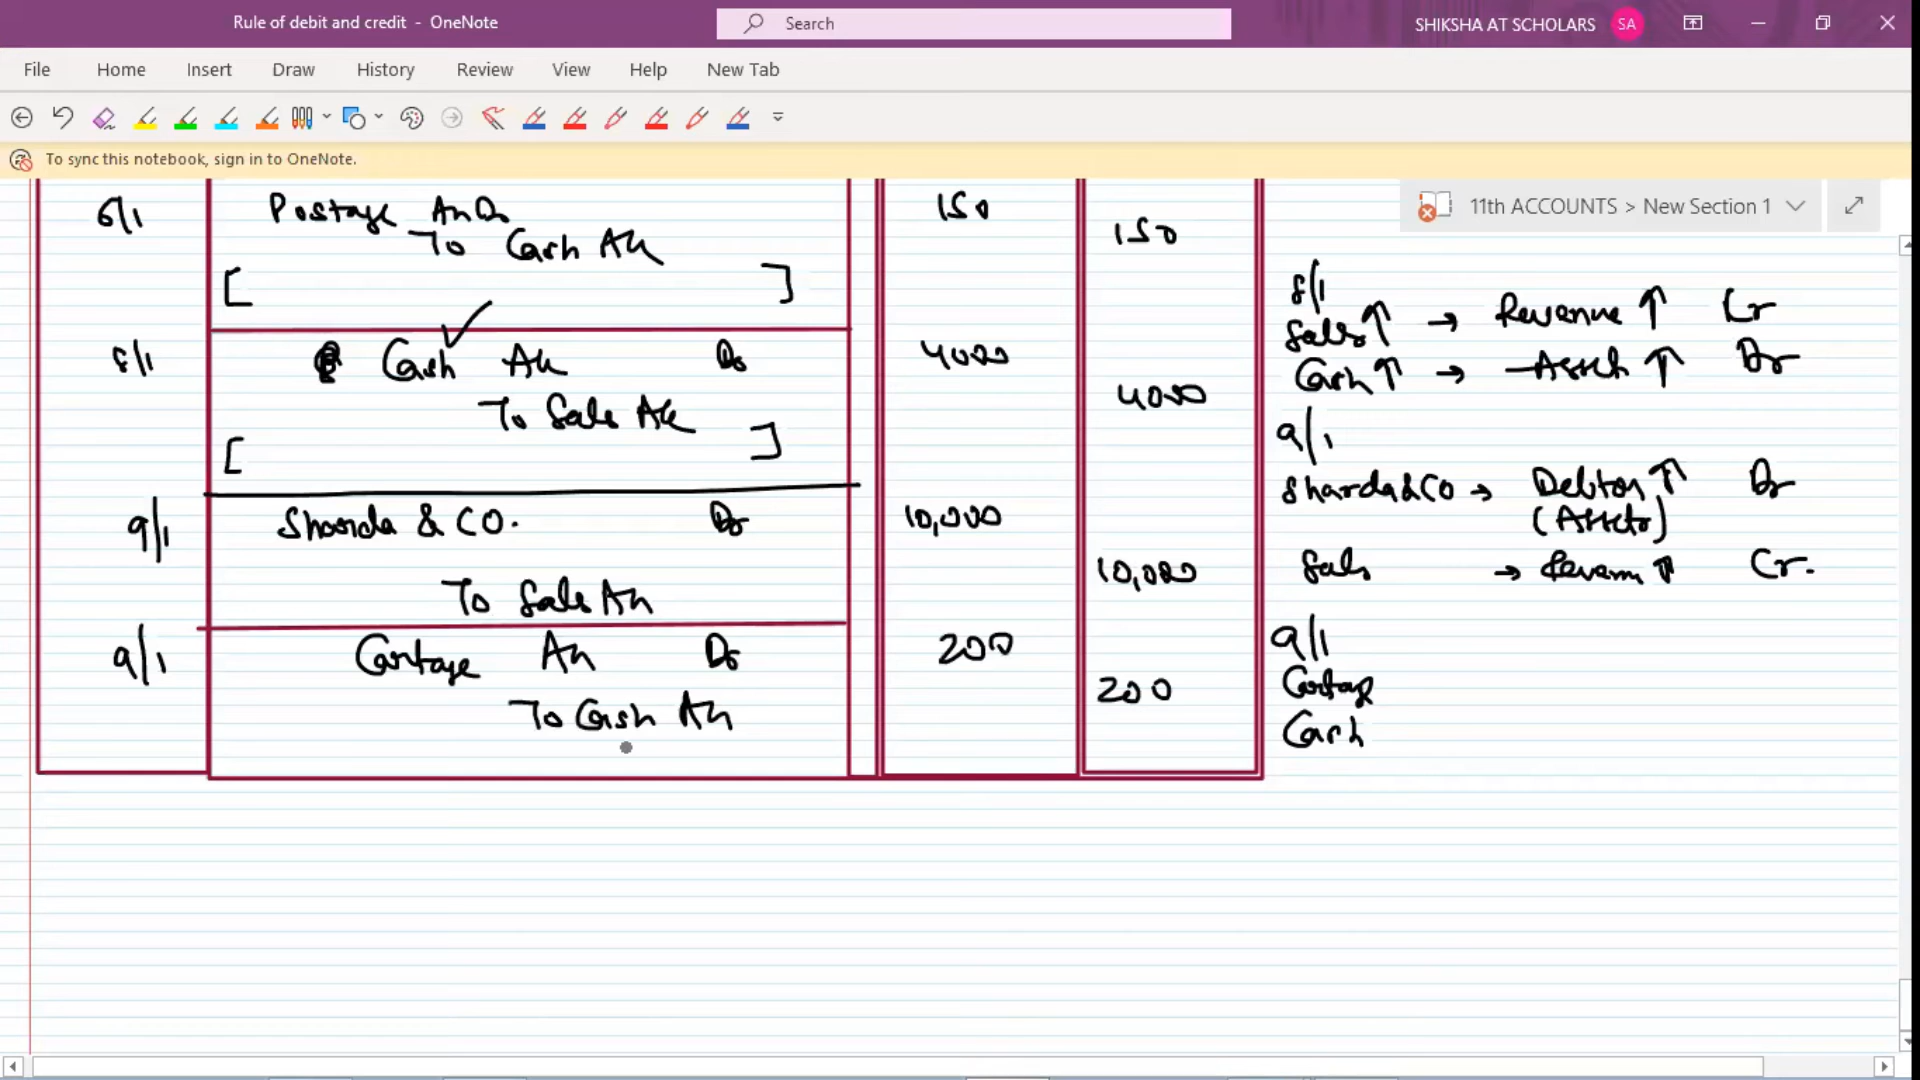 Rule of debit and credit - OneNote
Search
SHIKSHA AT SCHOLARS SA
File Home Insert Draw History Review View Help New Tab
To sync this notebook, sign in to OneNote.
11th ACCOUNTS > New Section 1
6/1 Postage A/c Dr 150
To Cash A/c 150
[ ]
8/1 Cash A/c Dr 4000
To Sales A/c 4000
[ ]
9/1 Sharda & CO. Dr 10,000
To Sales A/c 10,000
9/1 Cartage A/c Dr 200
To Cash A/c 200
8/1
Sales ↑ → Revenue ↑ Cr
Cash ↑ → Asset ↑ Dr
9/1
Sharda & CO → Debtor ↑ Dr
(Assets)
Sales → Revenue ↑ Cr.
9/1
Cartage
Cash